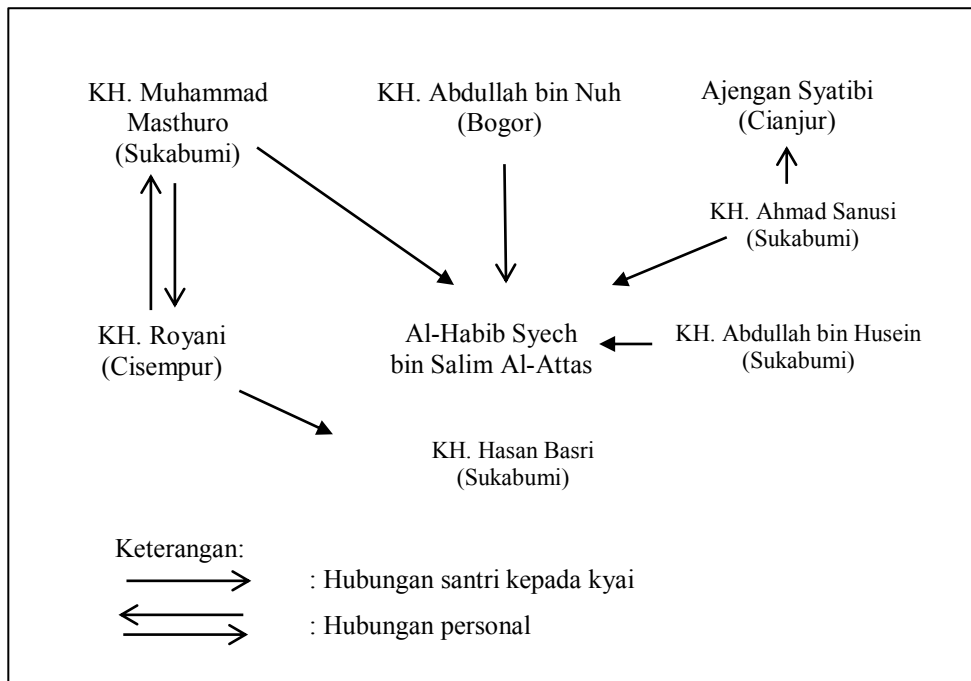 KH. Muhammad
Masthuro
(Sukabumi)
KH. Abdullah bin Nuh
(Bogor)
Ajengan Syatibi
(Cianjur)
KH. Ahmad Sanusi
(Sukabumi)
KH. Royani
(Cisempur)
Al-Habib Syech
bin Salim Al-Attas
KH. Abdullah bin Husein
(Sukabumi)
KH. Hasan Basri
(Sukabumi)
Keterangan:
: Hubungan santri kepada kyai
: Hubungan personal